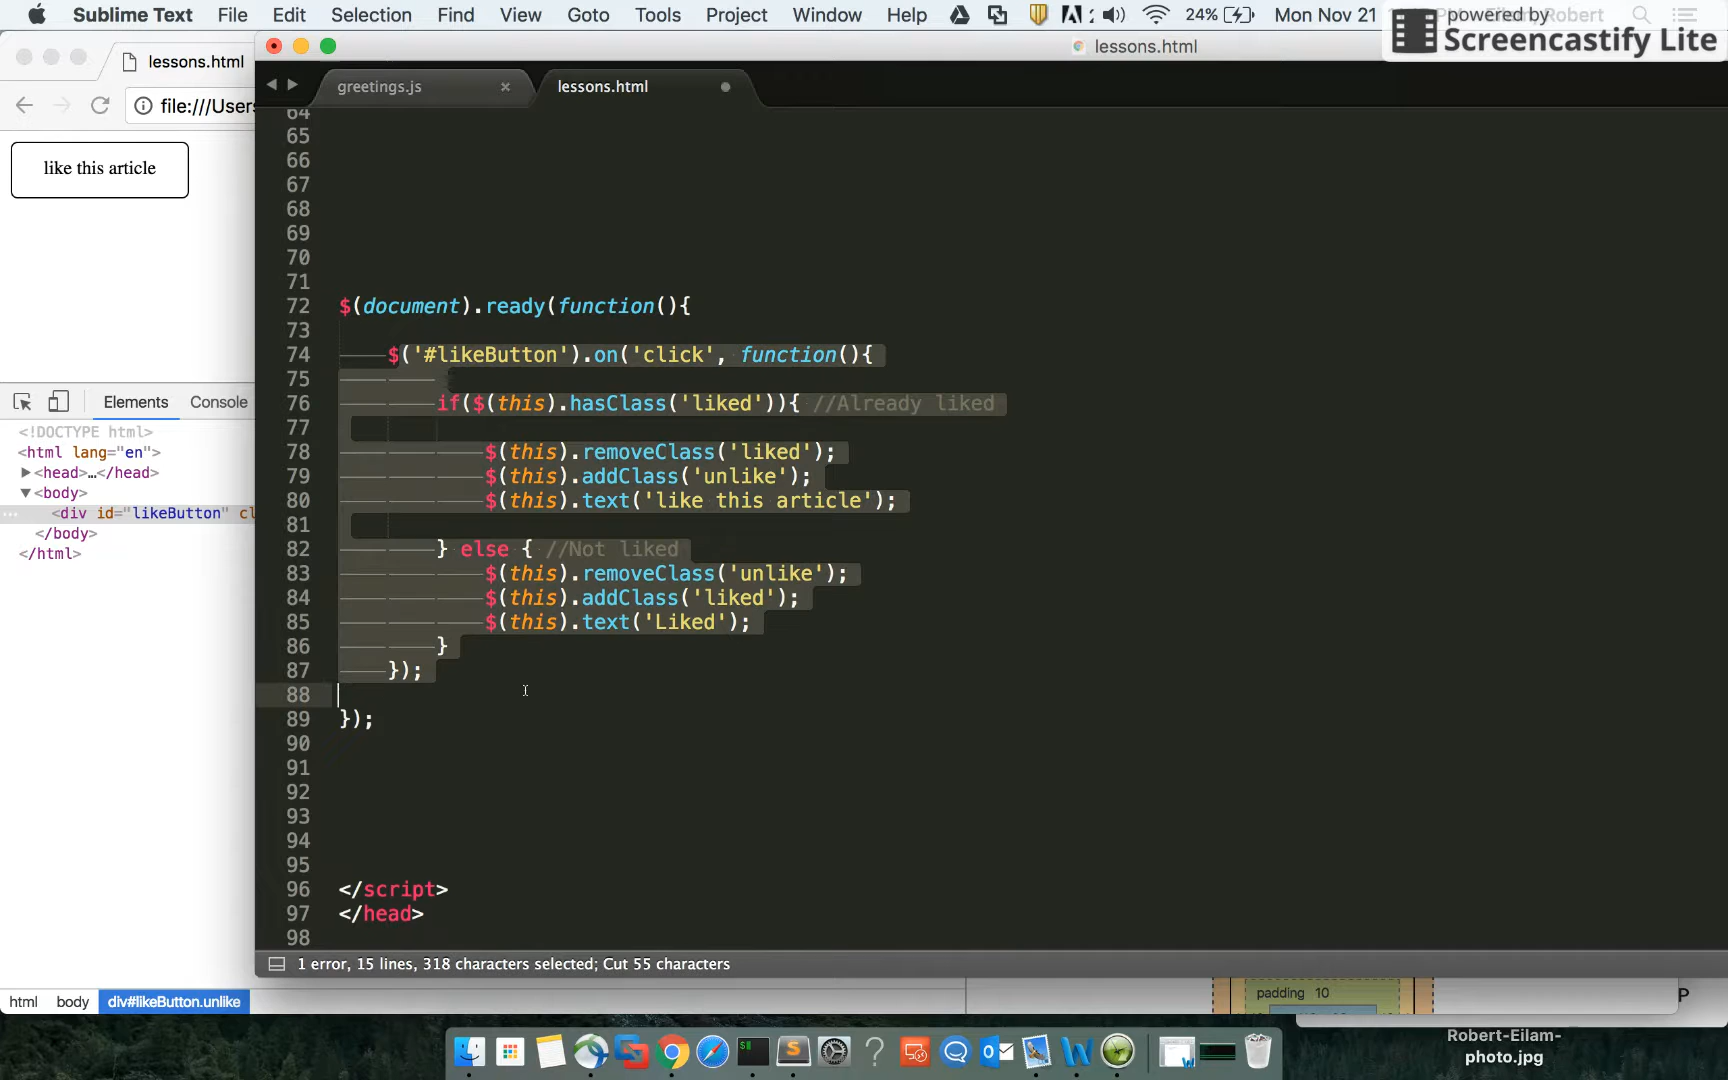 Sublime Text File Edit Selection Find View Goto Tools Project Window Help 24% Mon Nov 21 Eilam, Robert
powered by
Screencastify Lite
lessons.html
lessons.html
greetings.js × lessons.html
file:///Users
like this article
64
65
66
67
68
69
70
71
72 $(document).ready(function(){
73
74 $('#likeButton').on('click', function(){
75
76 if($(this).hasClass('liked')){ //Already liked
77
78 $(this).removeClass('liked');
79 $(this).addClass('unlike');
80 $(this).text('like this article');
81
82 } else { //Not liked
83 $(this).removeClass('unlike');
84 $(this).addClass('liked');
85 $(this).text('Liked');
86 }
87 });
88
89 });
90
91
92
93
94
95
96 </script>
97 </head>
98
Elements Console
<!DOCTYPE html>
<html lang="en">
<head>…</head>
<body>
<div id="likeButton" cl
</body>
</html>
1 error, 15 lines, 318 characters selected; Cut 55 characters
html body div#likeButton.unlike
padding 10
P
Robert-Eilam-
photo.jpg